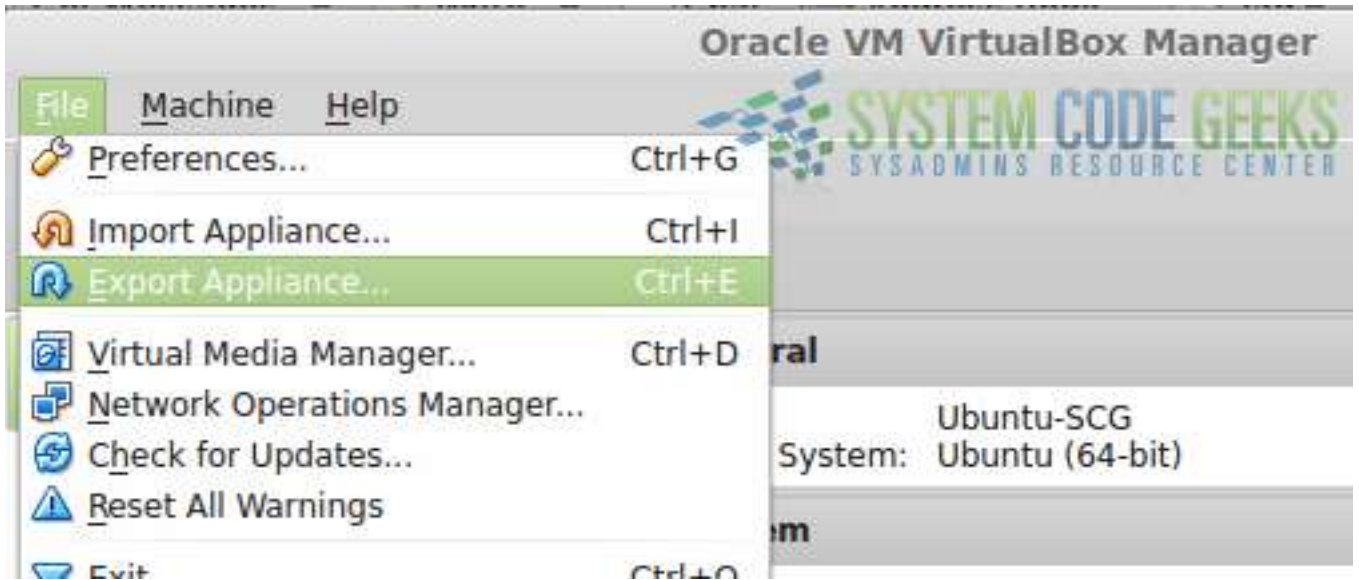 Oracle VM VirtualBox Manager
File Machine Help
SYSTEM CODE GEEKS
SYSADMINS RESOURCE CENTER
Preferences... Ctrl+G
Import Appliance... Ctrl+I
Export Appliance... Ctrl+E
Virtual Media Manager... Ctrl+D
ral
Network Operations Manager...
Ubuntu-SCG
Check for Updates...
System: Ubuntu (64-bit)
Reset All Warnings
em
Exit Ctrl+Q